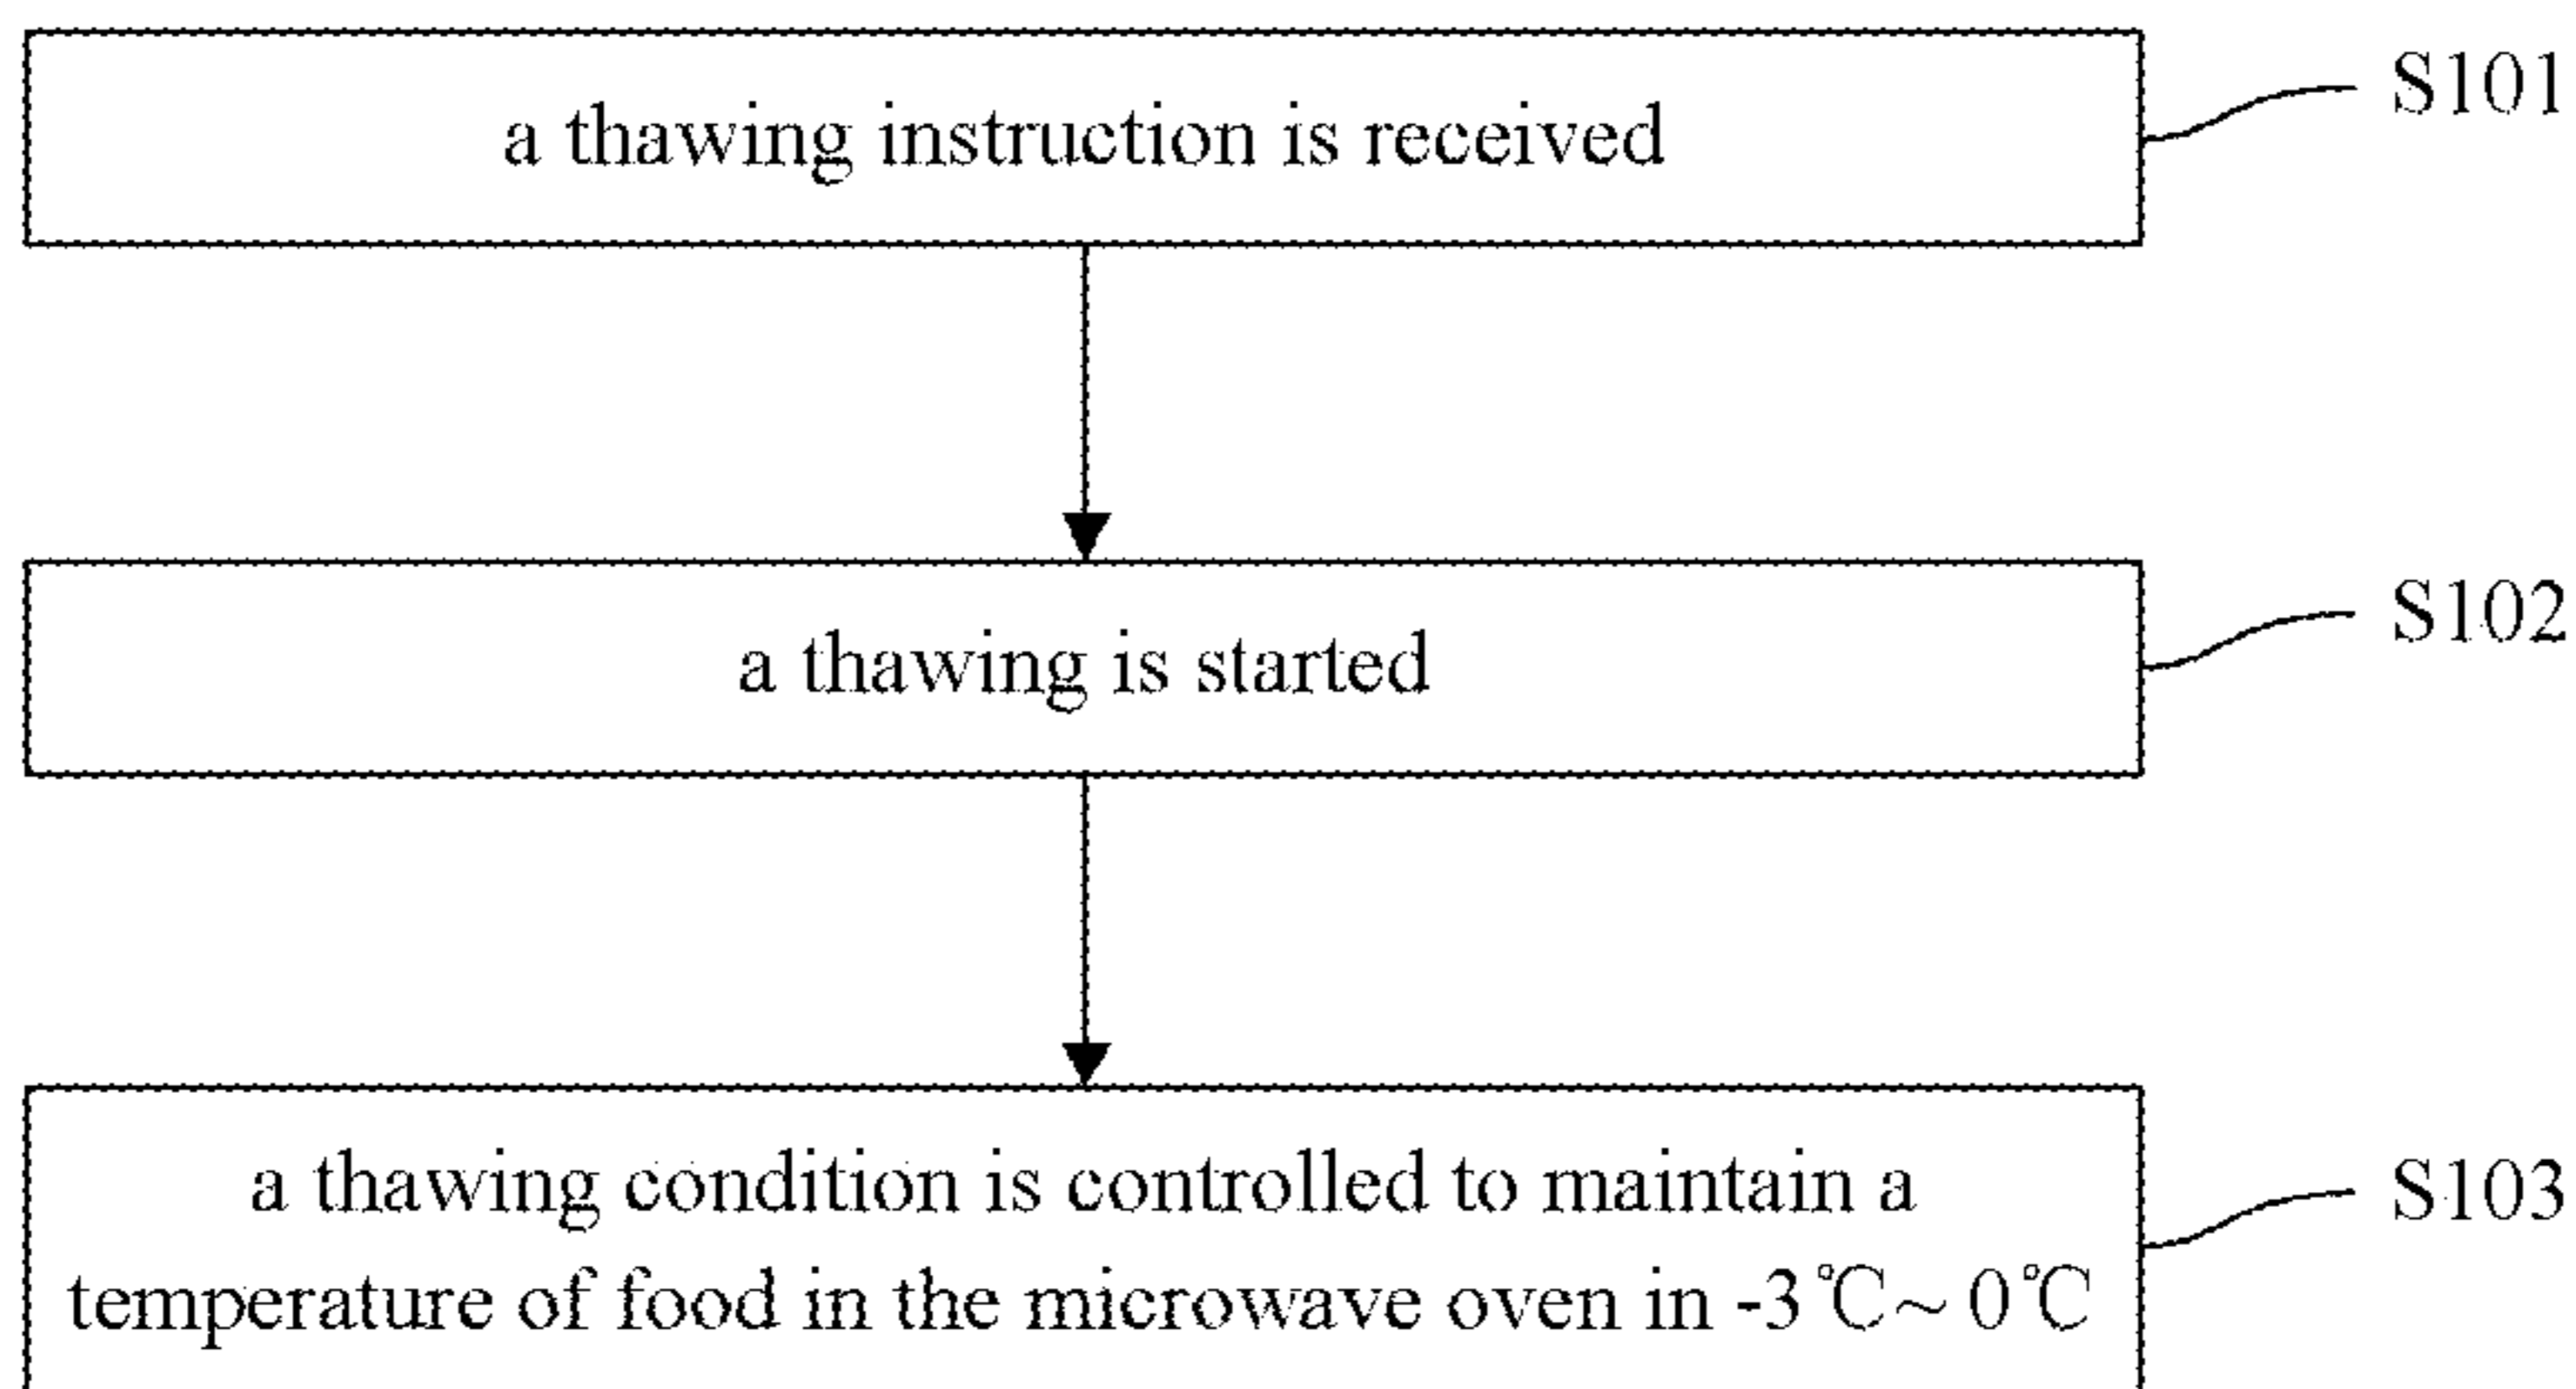 a thawing instruction is received
S101
a thawing is started
S102
a thawing condition is controlled to maintain a
temperature of food in the microwave oven in -3℃~ 0℃
S103